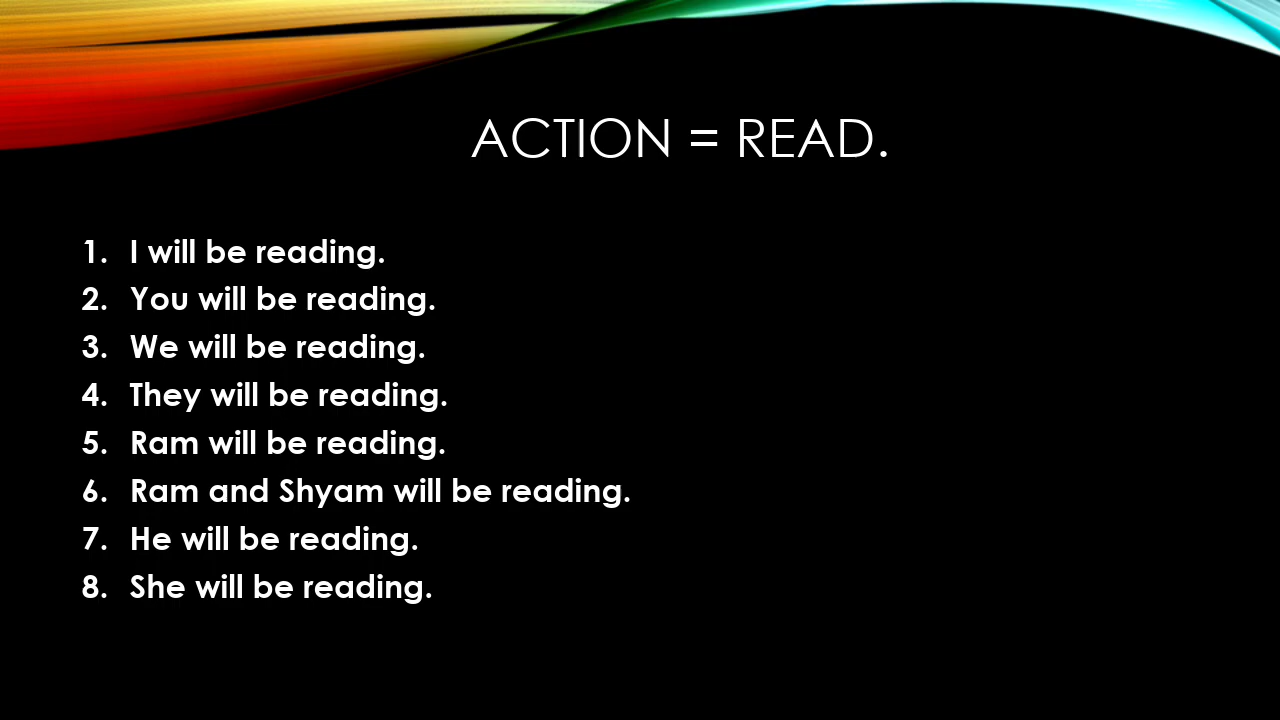 ACTION = READ.
1. I will be reading.
2. You will be reading.
3. We will be reading.
4. They will be reading.
5. Ram will be reading.
6. Ram and Shyam will be reading.
7. He will be reading.
8. She will be reading.